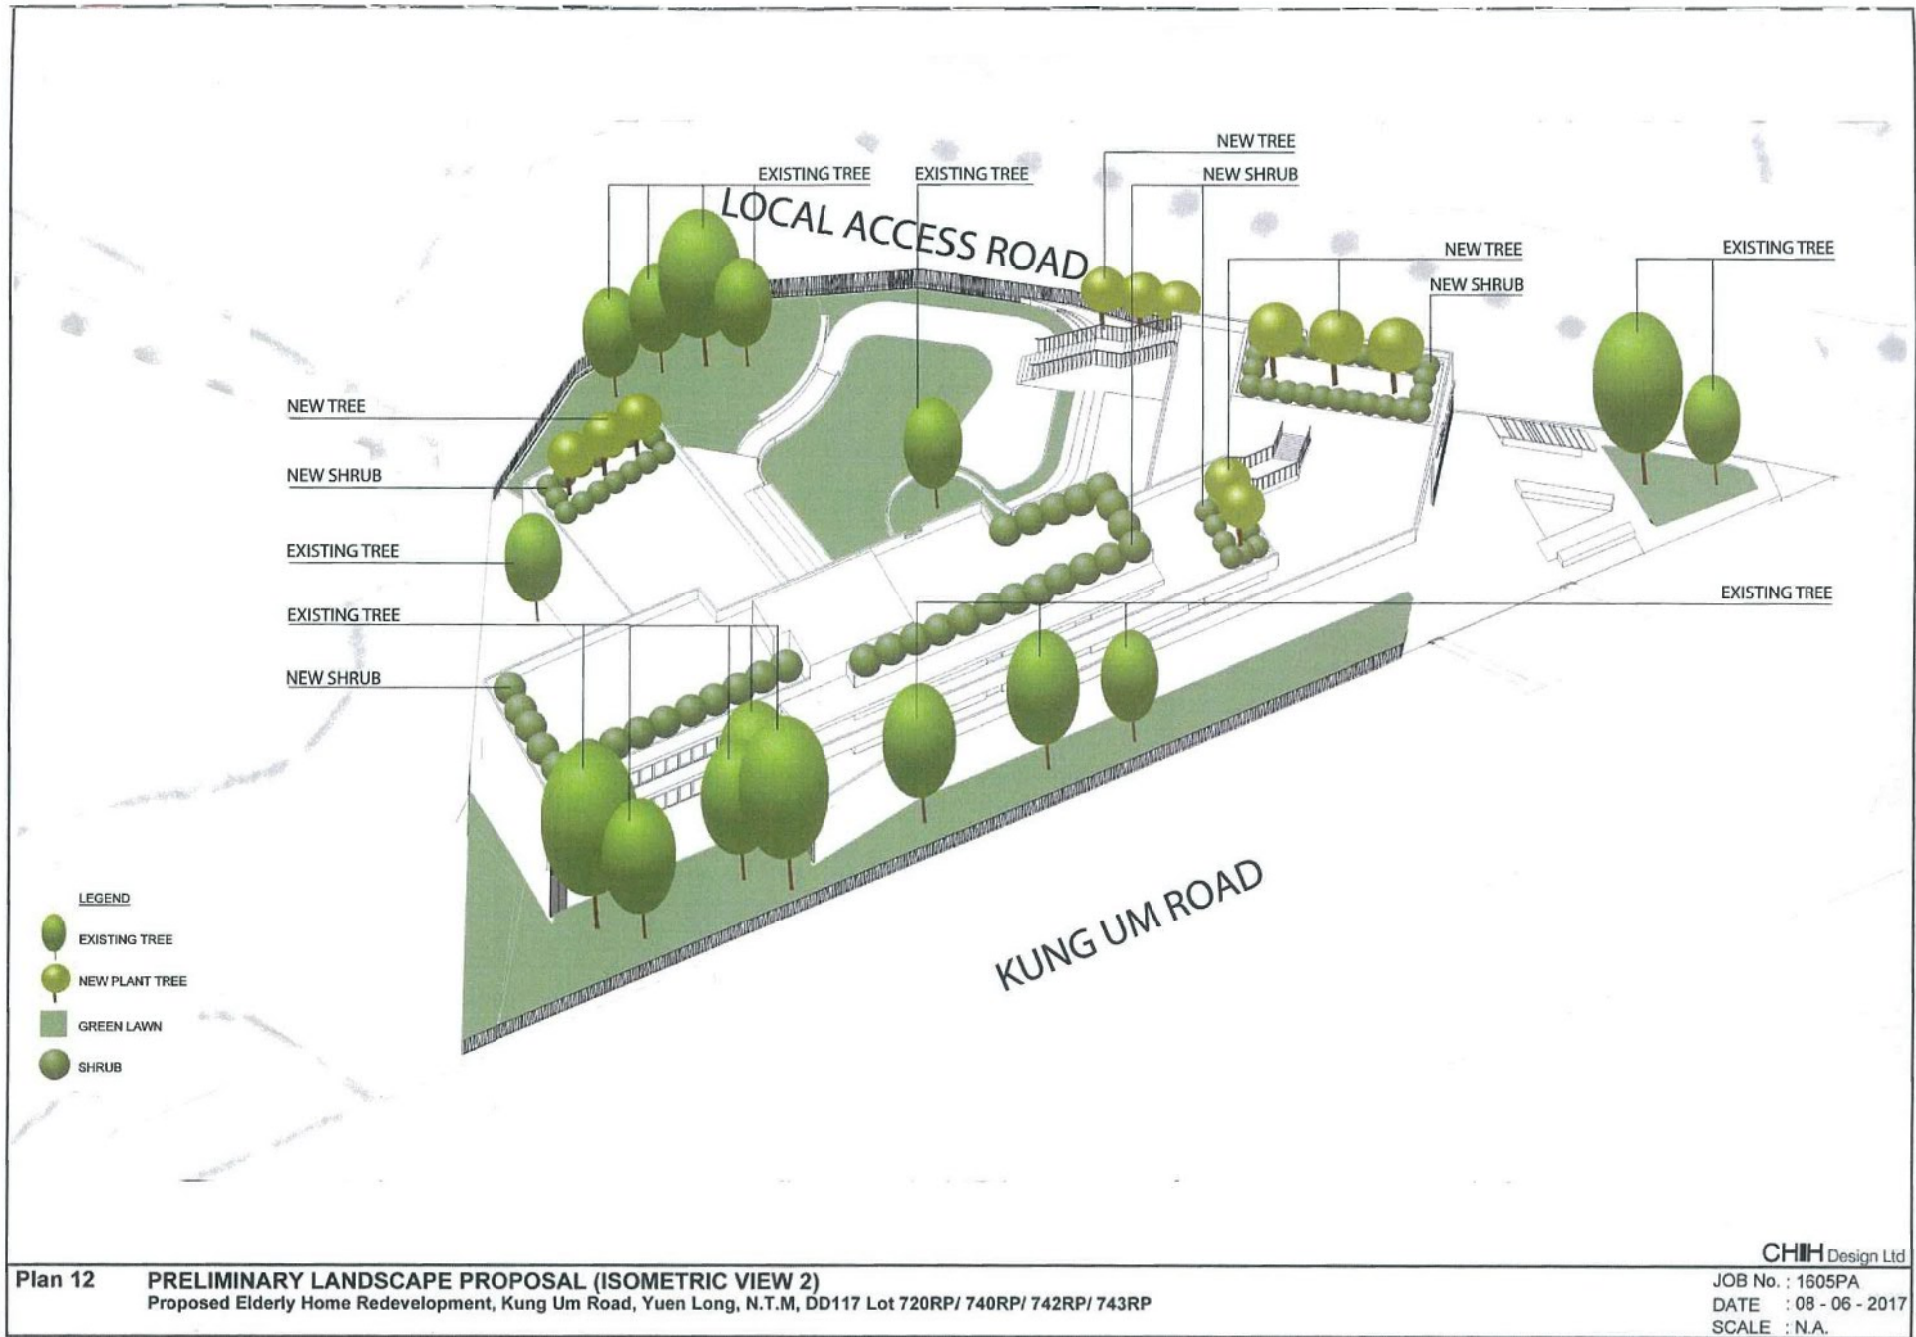 NEW TREE
EXISTING TREE
EXISTING TREE
NEW SHRUB
LOCAL ACCESS ROAD
NEW TREE
EXISTING TREE
NEW SHRUB
NEW TREE
NEW SHRUB
EXISTING TREE
EXISTING TREE
EXISTING TREE
NEW SHRUB
KUNG UM ROAD
LEGEND
EXISTING TREE
NEW PLANT TREE
GREEN LAWN
SHRUB
Design Ltd
Plan 12
PRELIMINARY LANDSCAPE PROPOSAL (ISOMETRIC VIEW 2)
Proposed Elderly Home Redevelopment, Kung Um Road, Yuen Long, N.T.M, DD117 Lot 720RP/ 740RP/ 742RP/ 743RP
JOB No. : 1605PA
DATE : 08 - 06 - 2017
SCALE : N.A.